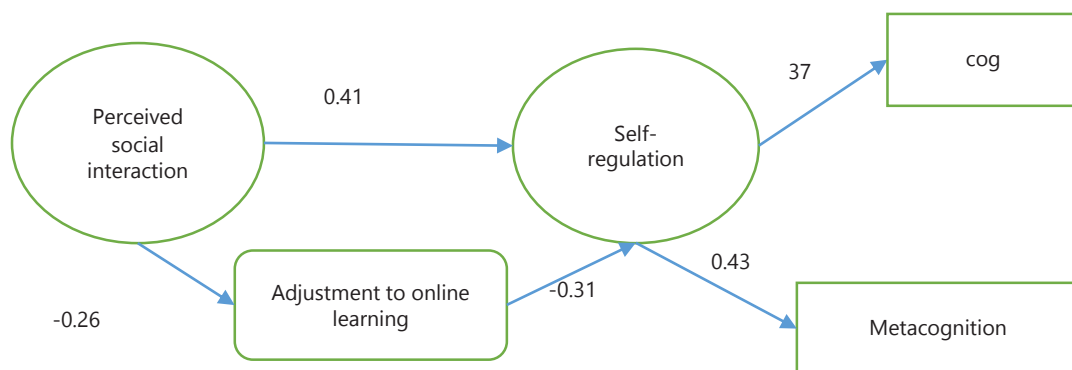 37
cog
0.41
Perceived
social
interaction
Self-
regulation
0.43
Adjustment to online
learning
-0.31
-0.26
Metacognition